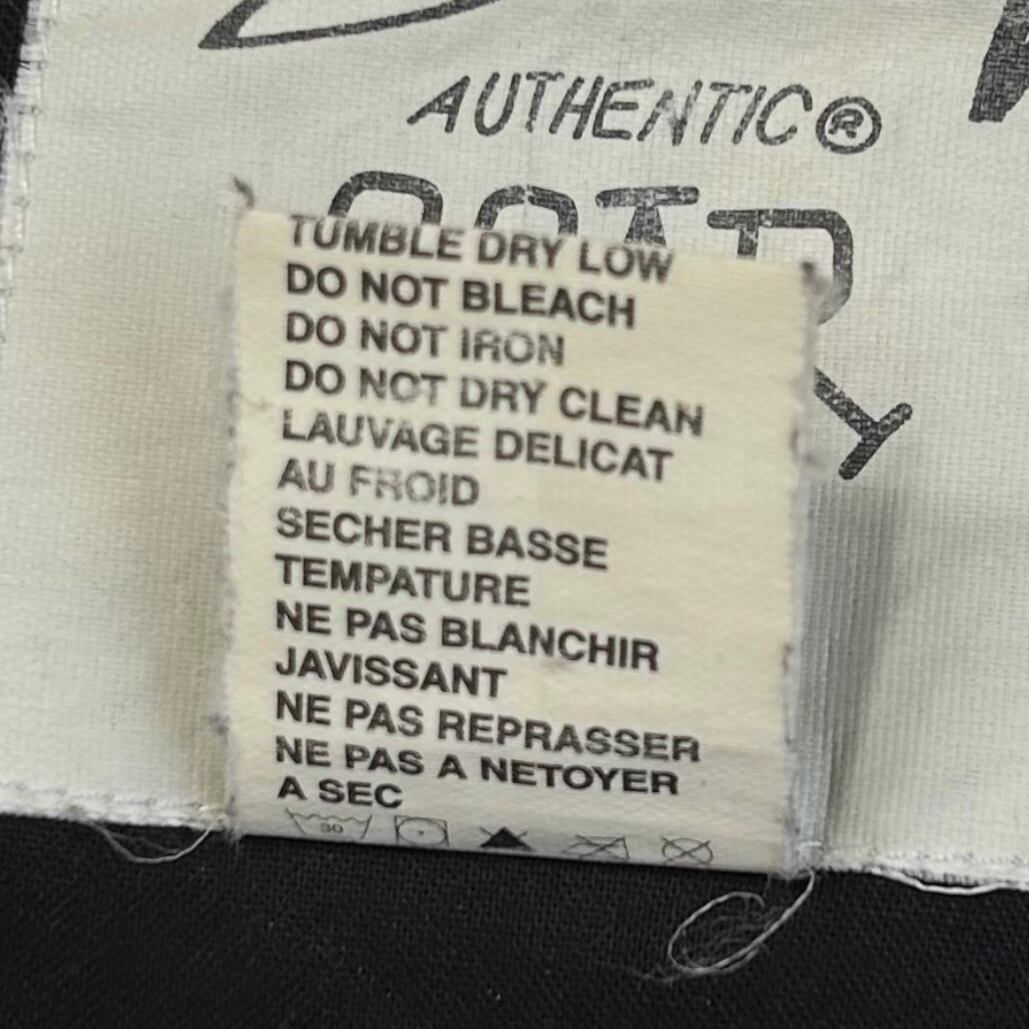 AUTHENTIC®
TUMBLE DRY LOW
DO NOT BLEACH
DO NOT IRON
DO NOT DRY CLEAN
LAUVAGE DELICAT
AU FROID
SECHER BASSE
TEMPATURE
NE PAS BLANCHIR
JAVISSANT
NE PAS REPRASSER
NE PAS A NETOYER
A SEC
30